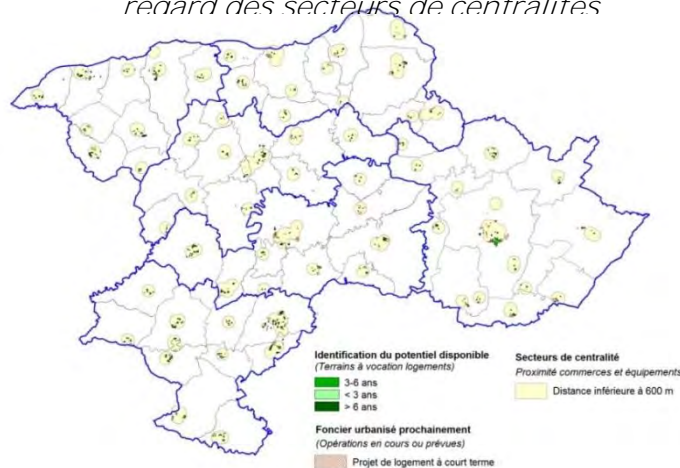 regard des secteurs de centralités
Identification du potentiel disponible
(Terrains à vocation logements)
3-6 ans
< 3 ans
> 6 ans
Foncier urbanisé prochainement
(Opérations en cours ou prévues)
Projet de logement à court terme
Secteurs de centralité
Proximité commerces et équipements
Distance inférieure à 600 m